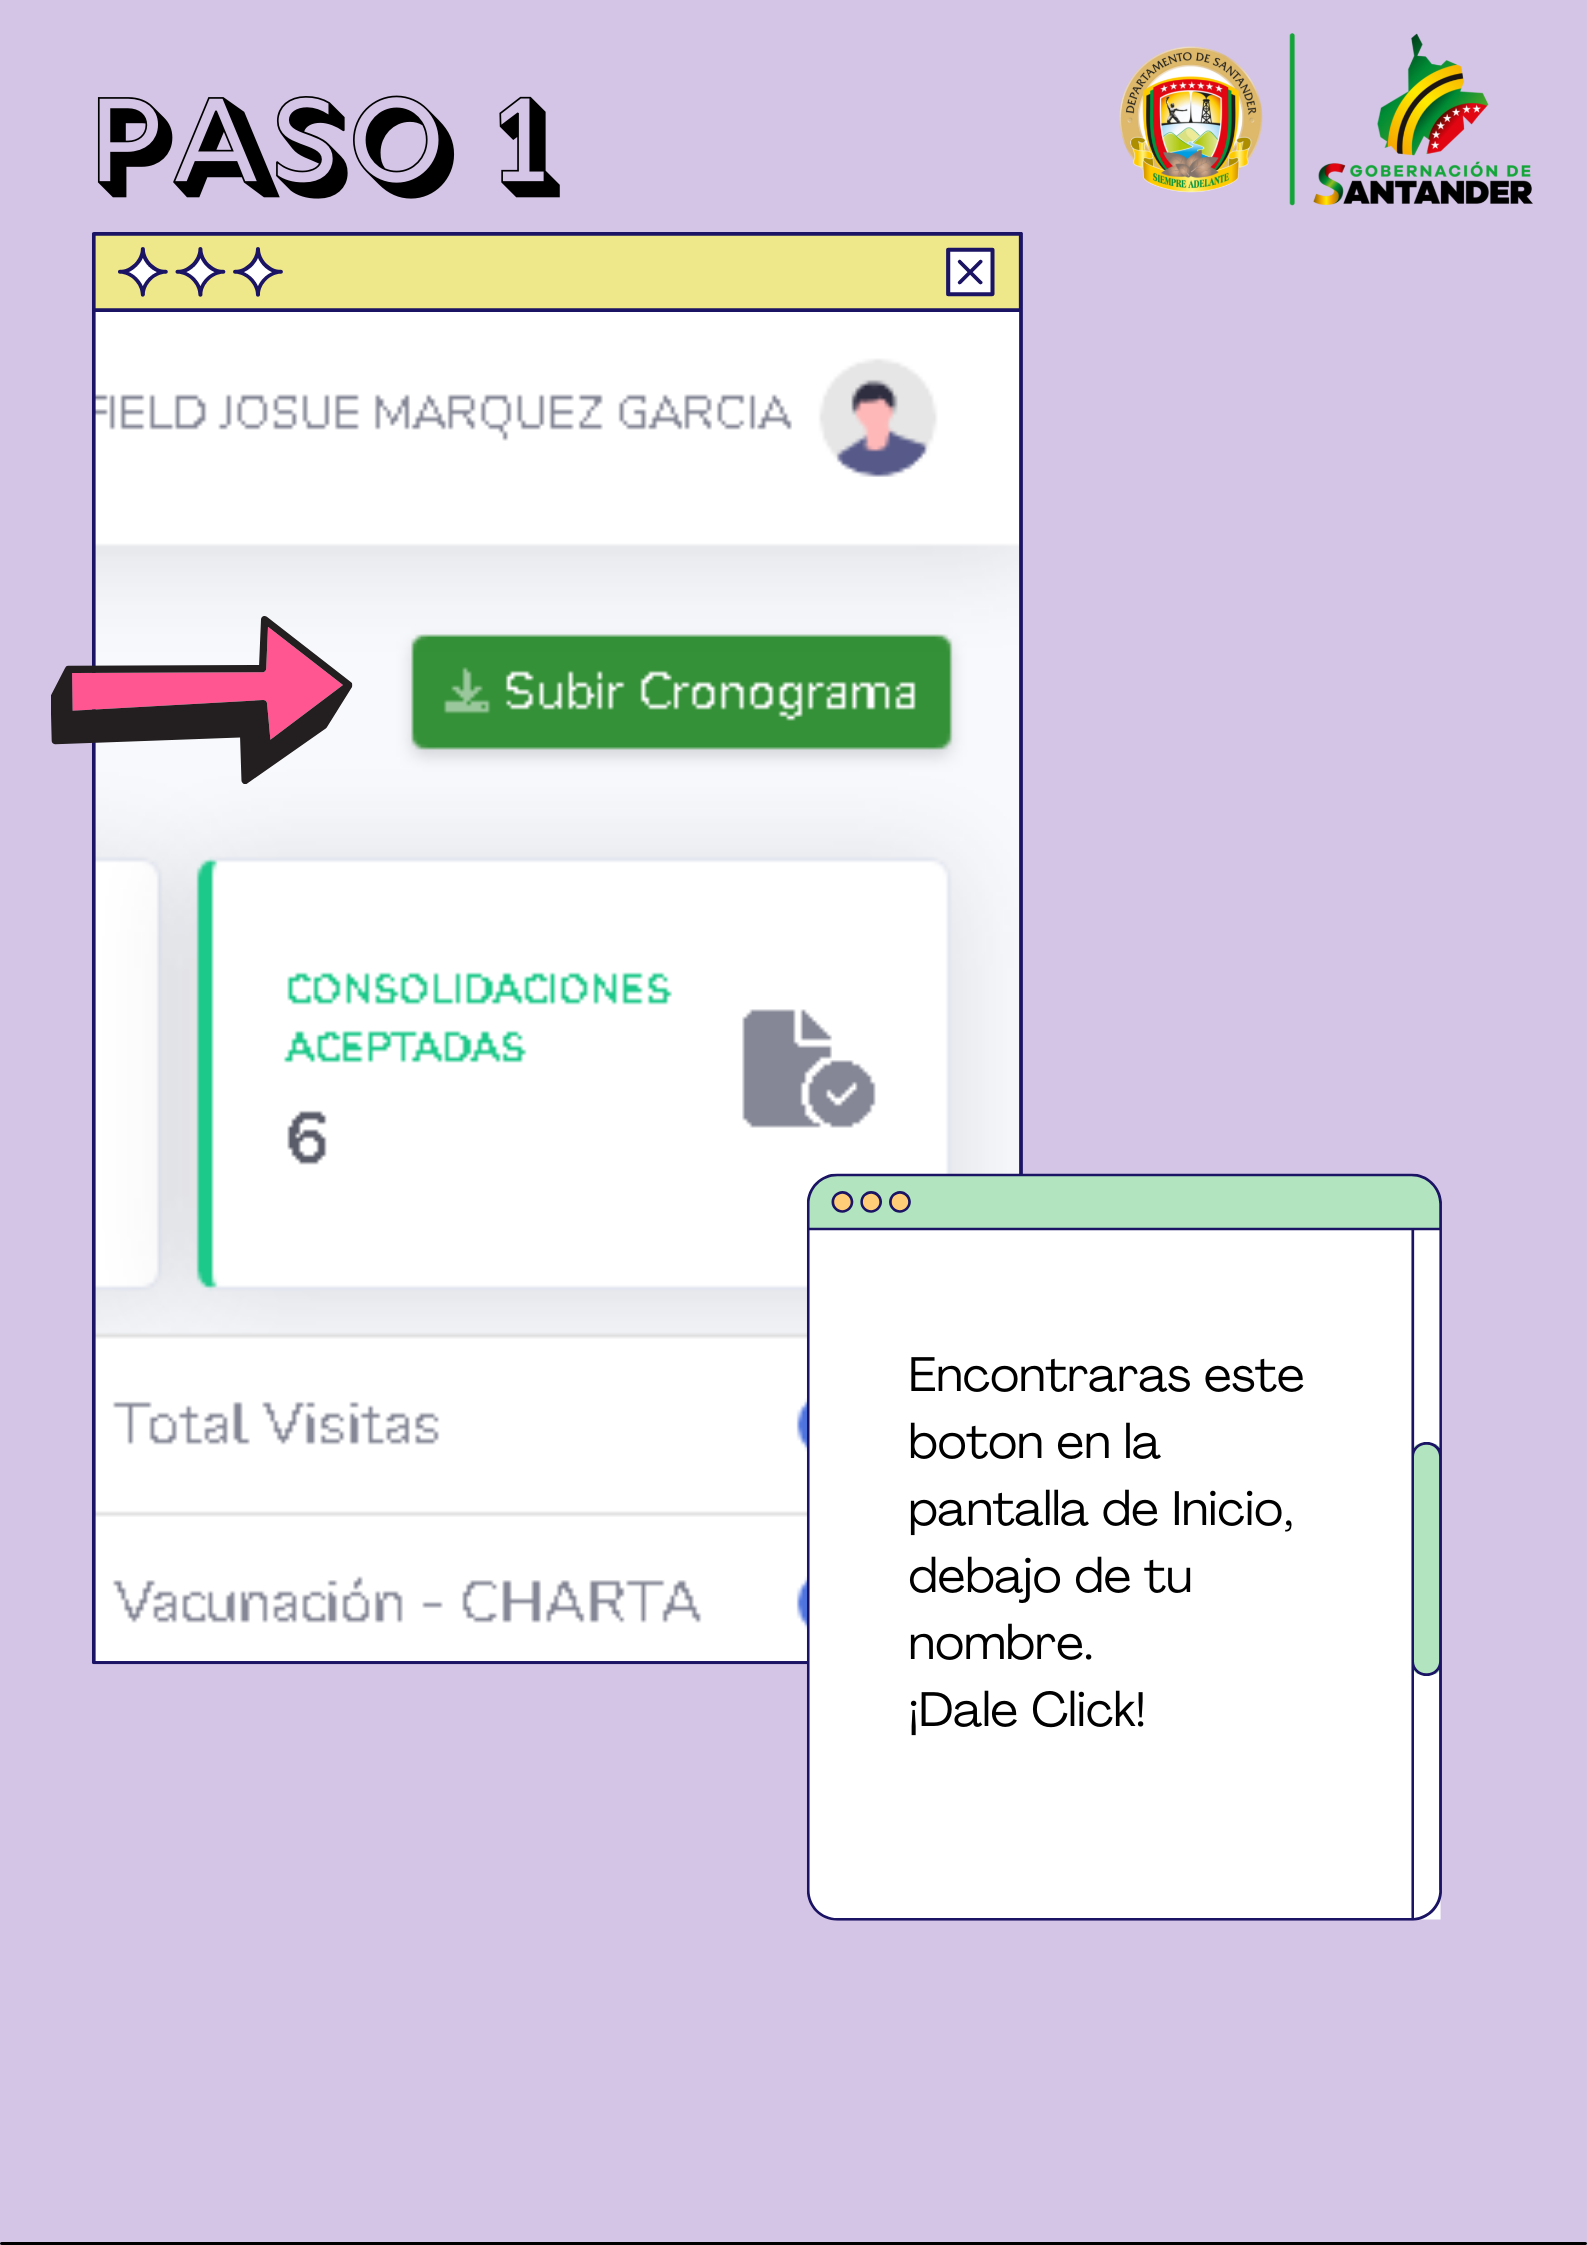 PASO 1
DEPARTAMENTO DE SANTANDER
SIEMPRE ADELANTE
GOBERNACIÓN DE
SANTANDER
FIELD JOSUE MARQUEZ GARCIA
Subir Cronograma
CONSOLIDACIONES
ACEPTADAS
6
Total Visitas
Vacunación - CHARTA
Encontraras este
boton en la
pantalla de Inicio,
debajo de tu
nombre.
¡Dale Click!